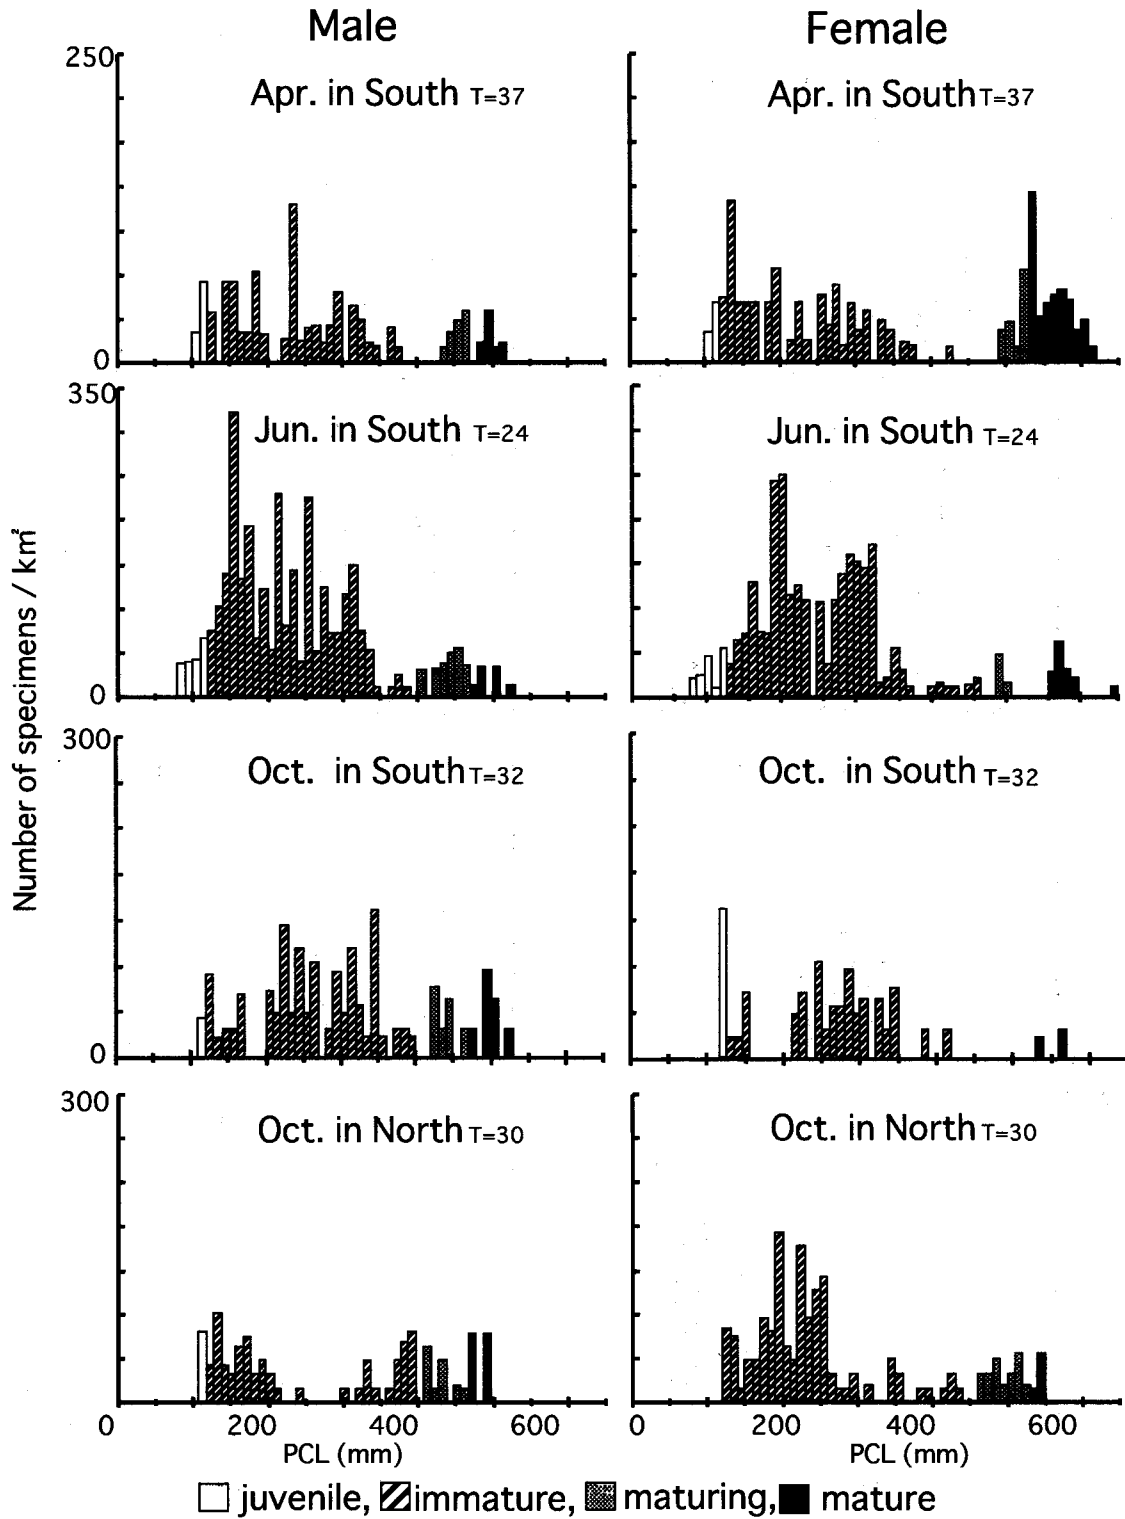 Male Female
250
Apr. in South T=37 Apr. in South T=37
0
350
Jun. in South T=24 Jun. in South T=24
0
Number of specimens / km²
300
Oct. in South T=32 Oct. in South T=32
0
300
Oct. in North T=30 Oct. in North T=30
0 200 400 600 0 200 400 600
PCL (mm) PCL (mm)
juvenile, immature, maturing, mature